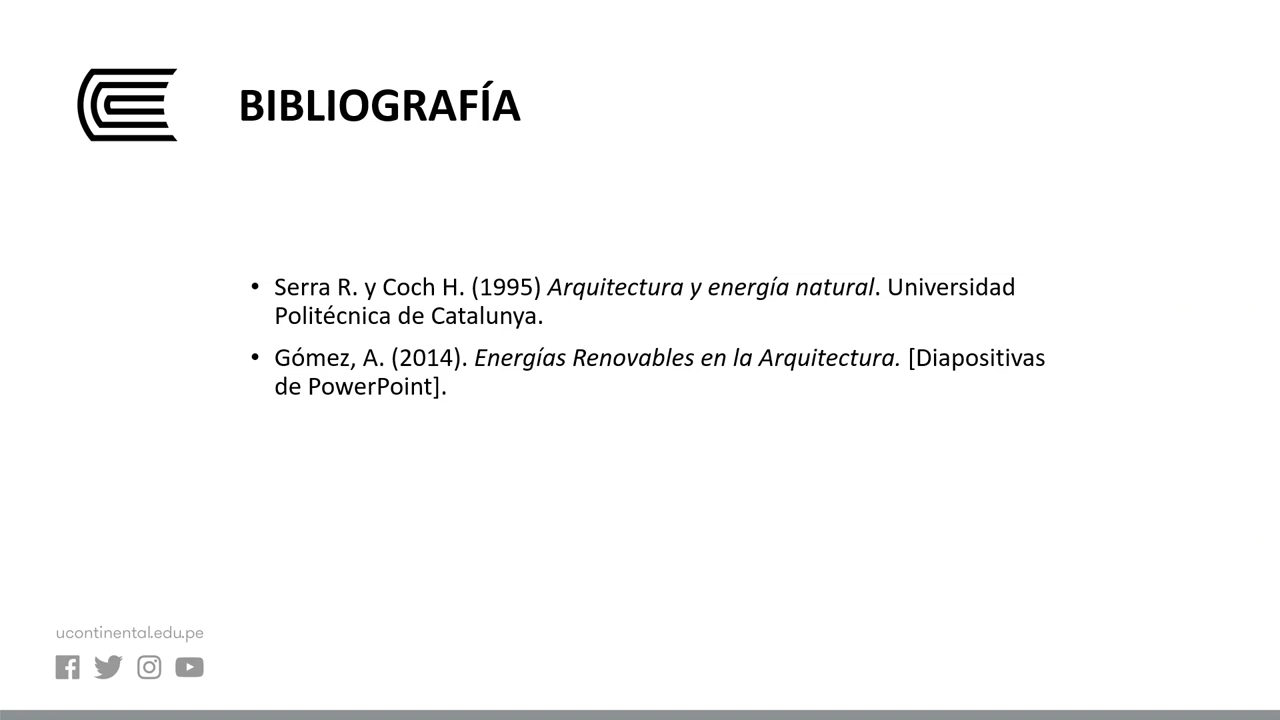 BIBLIOGRAFÍA
• Serra R. y Coch H. (1995) Arquitectura y energía natural. Universidad
Politécnica de Catalunya.
• Gómez, A. (2014). Energías Renovables en la Arquitectura. [Diapositivas
de PowerPoint].
ucontinental.edu.pe